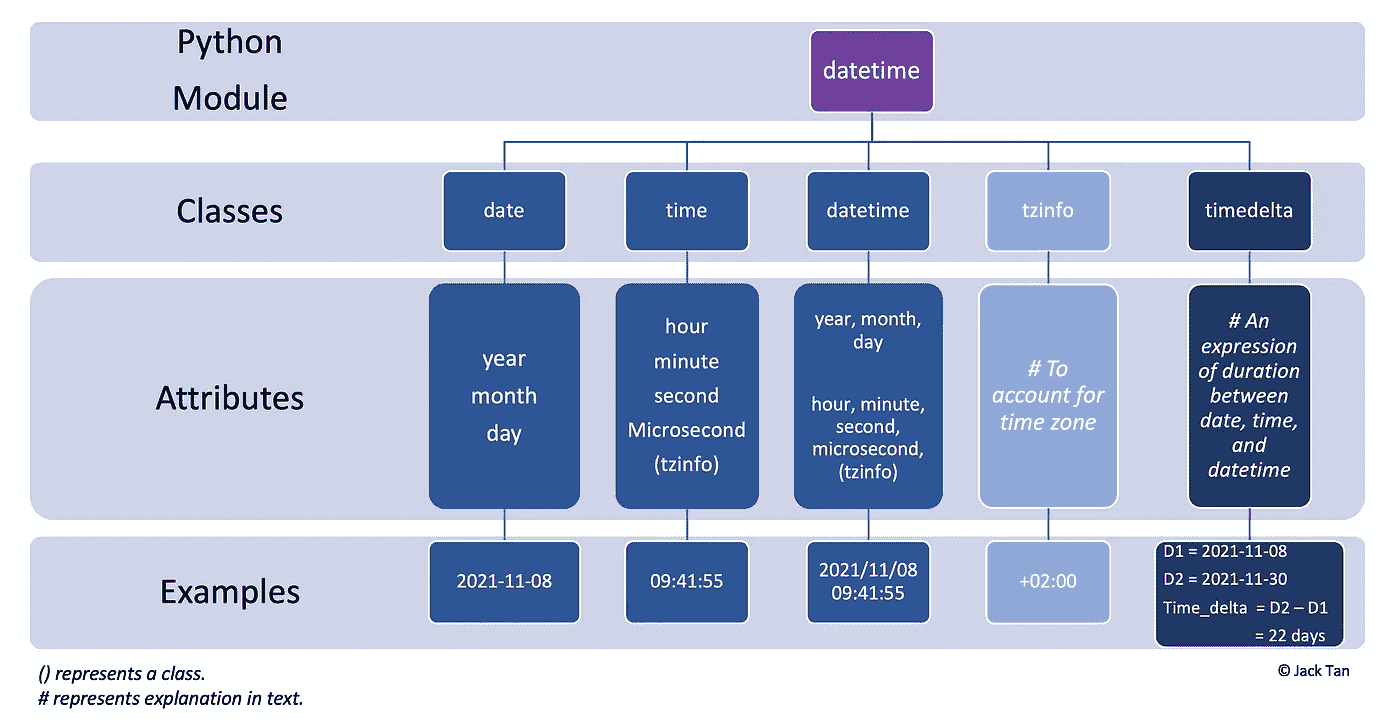 Python
Module
datetime
Classes
date
time
datetime
tzinfo
timedelta
Attributes
year
month
day
hour
minute
second
Microsecond
(tzinfo)
year, month,
day
hour, minute,
second,
microsecond,
(tzinfo)
# To
account for
time zone
# An
expression
of duration
between
date, time,
and
datetime
Examples
2021-11-08
09:41:55
2021/11/08
09:41:55
+02:00
D1 = 2021-11-08
D2 = 2021-11-30
Time_delta = D2 – D1
= 22 days
() represents a class.
# represents explanation in text.
© Jack Tan